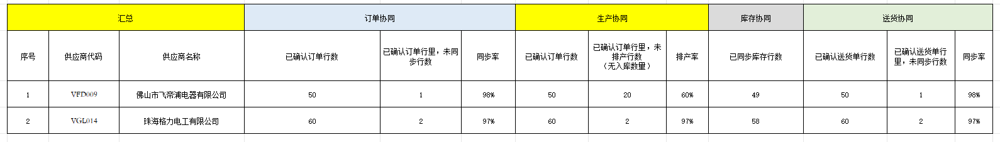 汇总 订单协同 生产协同 库存协同 送货协同
序号 供应商代码 供应商名称 已确认订单行数 已确认订单行里，未同步行数 同步率 已确认订单行数 已确认订单行里，未排产行数（无入库数量） 排产率 已同步库存行数 已确认送货单行数 已确认送货单行里，未同步行数 同步率
1 VFD009 佛山市飞帝浦电器有限公司 50 1 98% 50 20 60% 49 50 1 98%
2 VGL014 珠海格力电工有限公司 60 2 97% 60 2 97% 58 60 2 97%